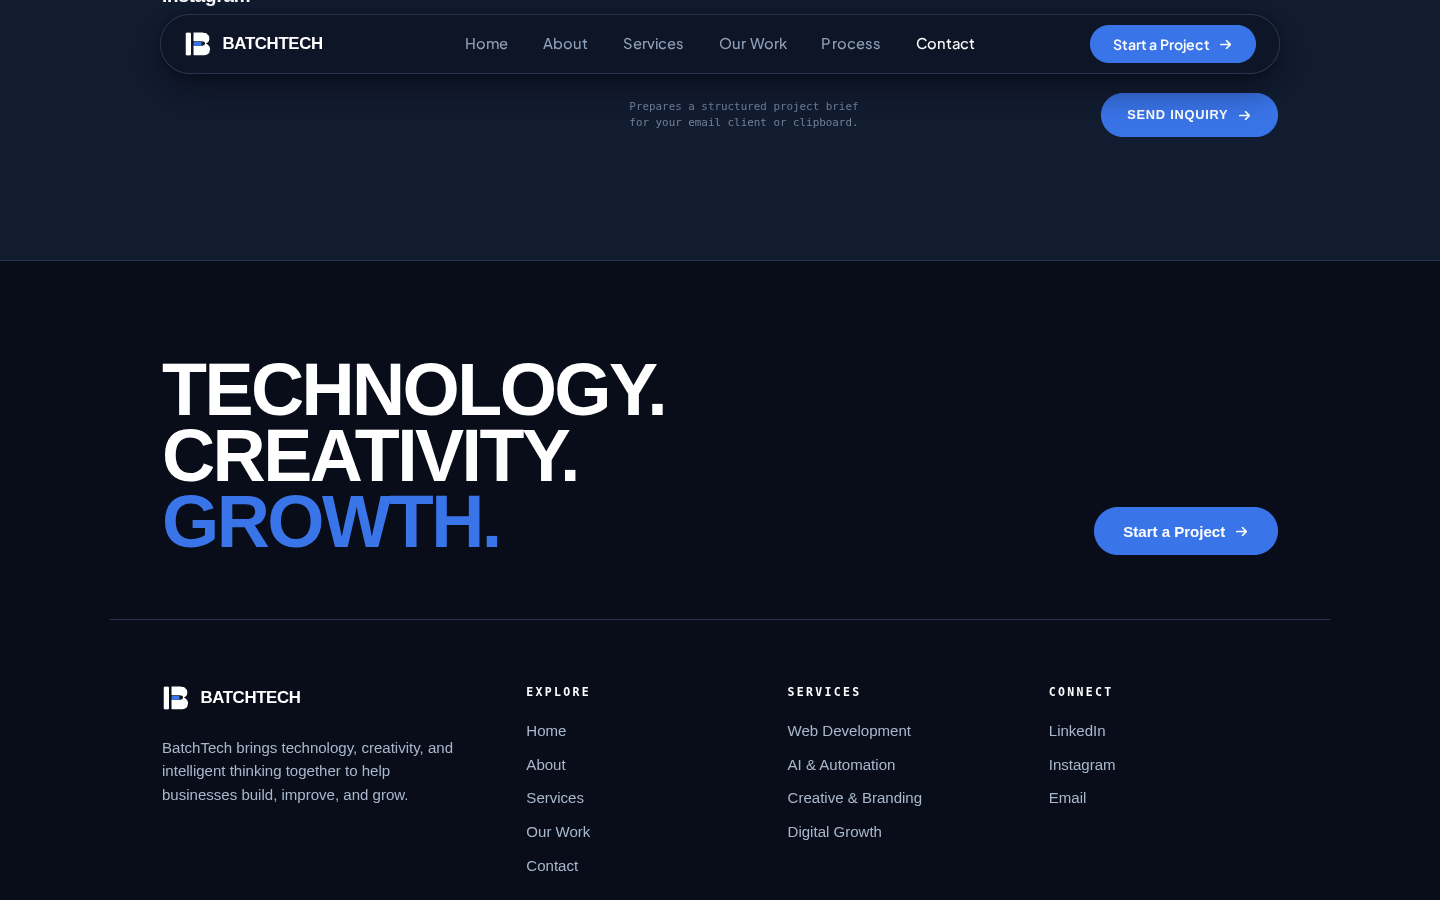 Instagram
BATCHTECH
Home
About
Services
Our Work
Process
Contact
Start a Project
Prepares a structured project brief
for your email client or clipboard.
SEND INQUIRY
TECHNOLOGY.
CREATIVITY.
GROWTH.
Start a Project
BATCHTECH
BatchTech brings technology, creativity, and
intelligent thinking together to help
businesses build, improve, and grow.
EXPLORE
Home
About
Services
Our Work
Contact
SERVICES
Web Development
AI & Automation
Creative & Branding
Digital Growth
CONNECT
LinkedIn
Instagram
Email